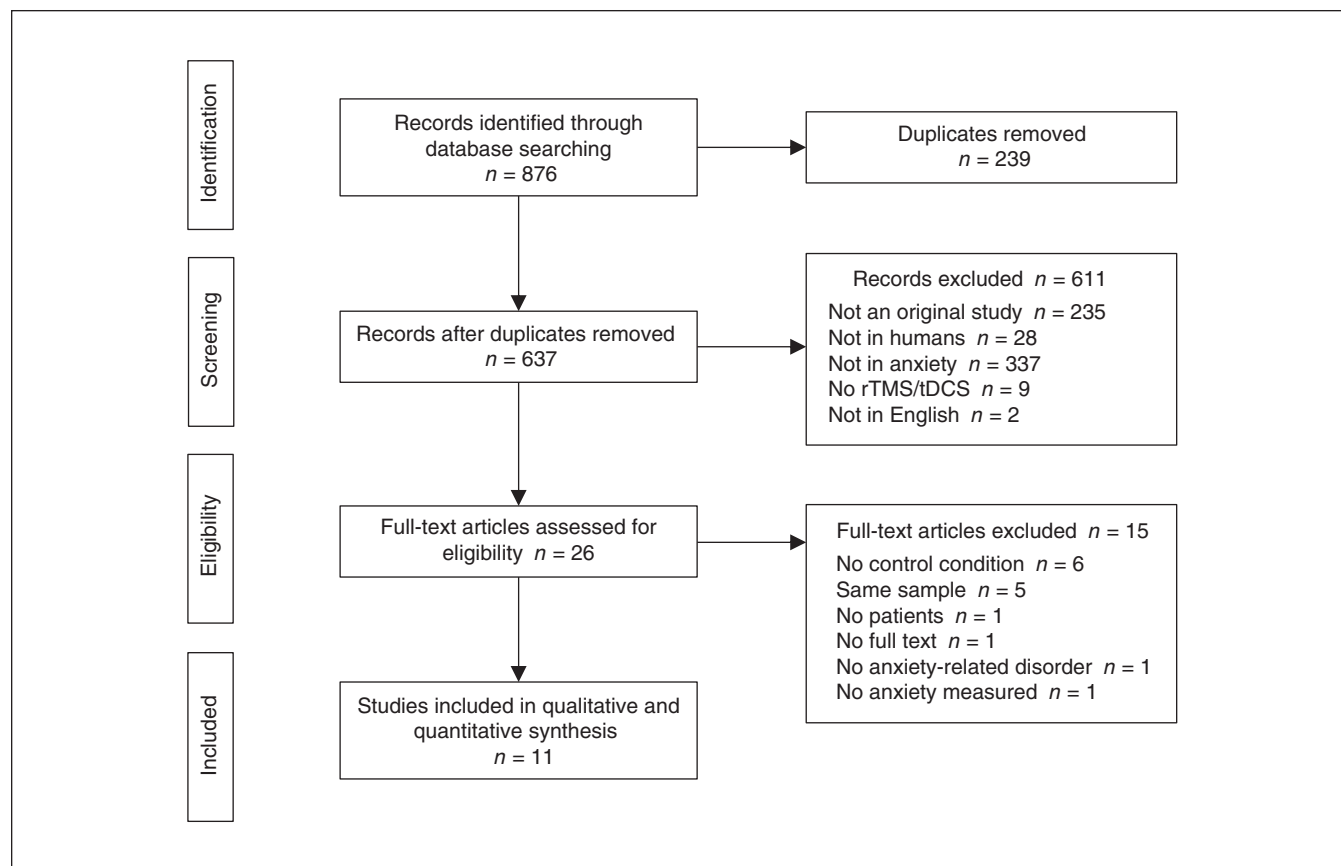 Identification
Records identified through
database searching
n = 876
Duplicates removed
n = 239
Screening
Records after duplicates removed
n = 637
Records excluded n = 611
Not an original study n = 235
Not in humans n = 28
Not in anxiety n = 337
No rTMS/tDCS n = 9
Not in English n = 2
Eligibility
Full-text articles assessed for
eligibility n = 26
Full-text articles excluded n = 15
No control condition n = 6
Same sample n = 5
No patients n = 1
No full text n = 1
No anxiety-related disorder n = 1
No anxiety measured n = 1
Included
Studies included in qualitative and
quantitative synthesis
n = 11